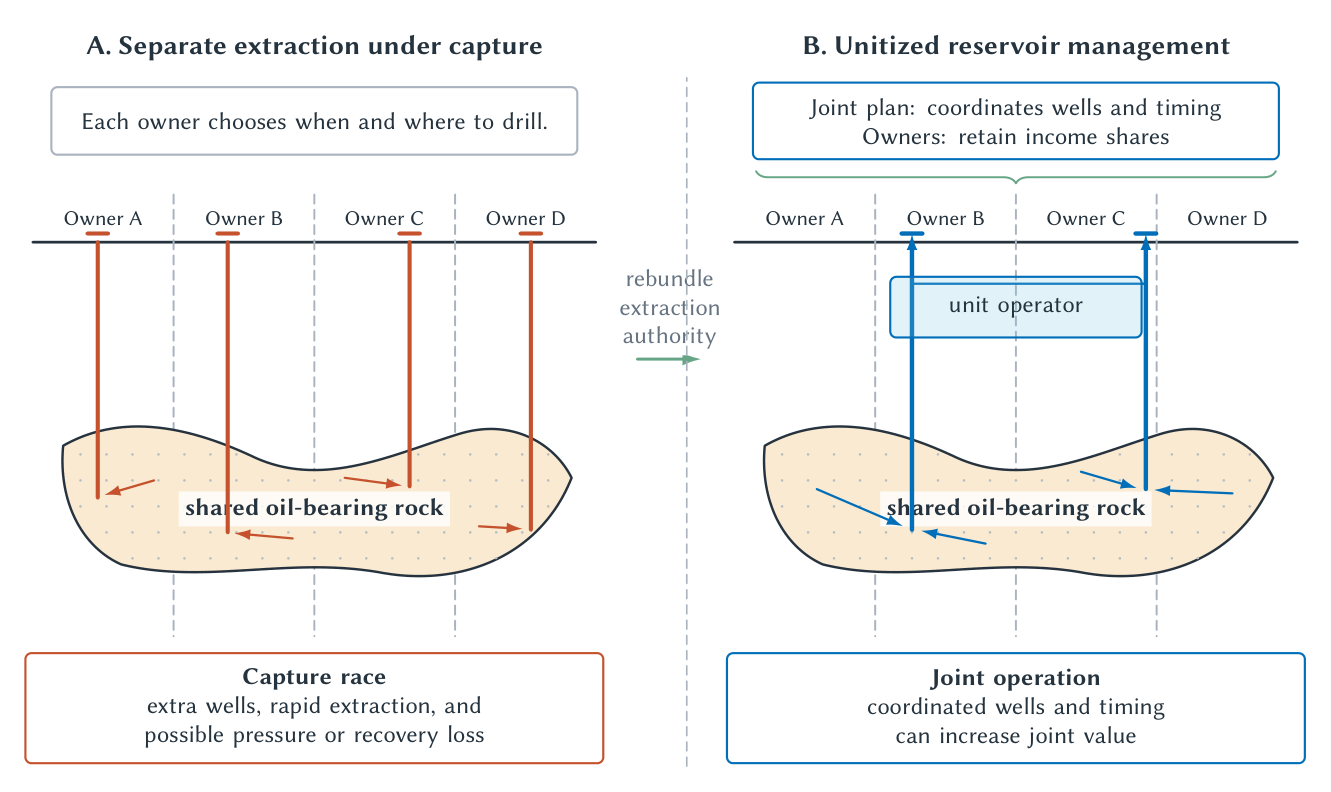 A. Separate extraction under capture
Each owner chooses when and where to drill.
Owner A
Owner B
Owner C
Owner D
shared oil-bearing rock
Capture race
extra wells, rapid extraction, and
possible pressure or recovery loss
rebundle
extraction
authority
B. Unitized reservoir management
Joint plan: coordinates wells and timing
Owners: retain income shares
Owner A
Owner B
Owner C
Owner D
unit operator
shared oil-bearing rock
Joint operation
coordinated wells and timing
can increase joint value